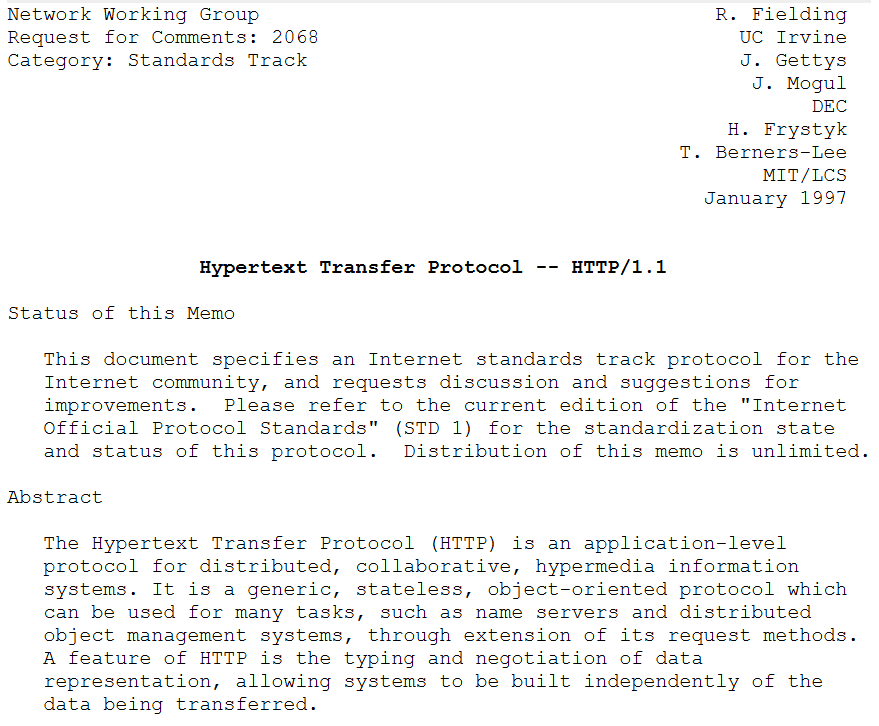 Network Working Group                                      R. Fielding
Request for Comments: 2068                                   UC Irvine
Category: Standards Track                                    J. Gettys
J. Mogul
DEC
H. Frystyk
T. Berners-Lee
MIT/LCS
January 1997
Hypertext Transfer Protocol -- HTTP/1.1
Status of this Memo
This document specifies an Internet standards track protocol for the
Internet community, and requests discussion and suggestions for
improvements.  Please refer to the current edition of the "Internet
Official Protocol Standards" (STD 1) for the standardization state
and status of this protocol.  Distribution of this memo is unlimited.
Abstract
The Hypertext Transfer Protocol (HTTP) is an application-level
protocol for distributed, collaborative, hypermedia information
systems. It is a generic, stateless, object-oriented protocol which
can be used for many tasks, such as name servers and distributed
object management systems, through extension of its request methods.
A feature of HTTP is the typing and negotiation of data
representation, allowing systems to be built independently of the
data being transferred.